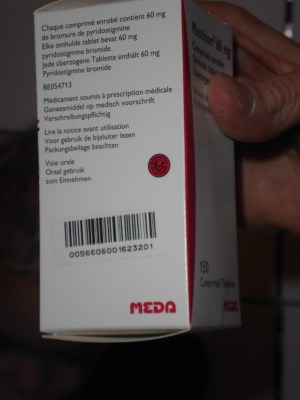 Chaque comprimé enrobé contient 60 mg
de bromure de pyridostigmine
Elke omhulde tablet bevat 60 mg
pyridostigmine bromide
Jede überzogene Tablette enthält 60 mg
Pyridostigmine bromide
BE054713
Médicament soumis à prescription médicale
Geneesmiddel op medisch voorschrift
Verschreibungspflichtig
Lire la notice avant utilisation
Voor gebruik de bijsluiter lezen
Packungsbeilage beachten
Voie orale
Oraal gebruik
zum Einnehmen
0056606001623201
MEDA
Mestinon® 60 mg
Comprimés enrobés
150
MEDA